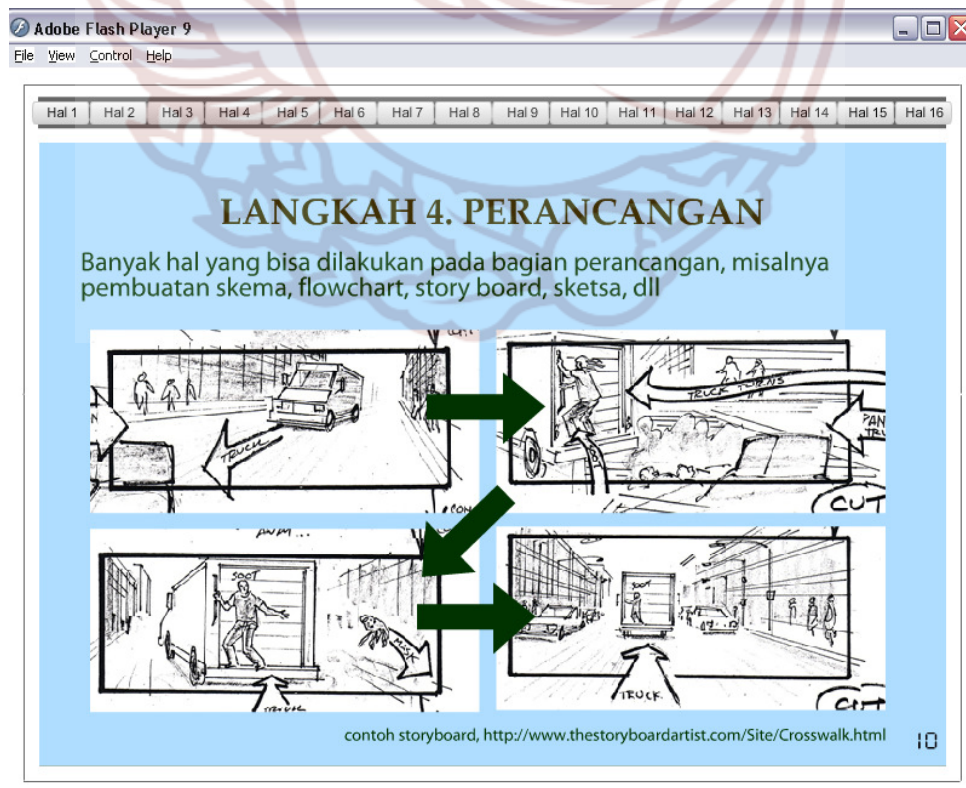 Adobe Flash Player 9
File View Control Help
Hal 1 Hal 2 Hal 3 Hal 4 Hal 5 Hal 6 Hal 7 Hal 8 Hal 9 Hal 10 Hal 11 Hal 12 Hal 13 Hal 14 Hal 15 Hal 16
LANGKAH 4. PERANCANGAN
Banyak hal yang bisa dilakukan pada bagian perancangan, misalnya
pembuatan skema, flowchart, story board, sketsa, dll
TRUCK
TRUCK TURNS
PAN
CUT
AWAY...
SOOT
MICK
SOOT
TRUCK
CUT
contoh storyboard, http://www.thestoryboardartist.com/Site/Crosswalk.html
10